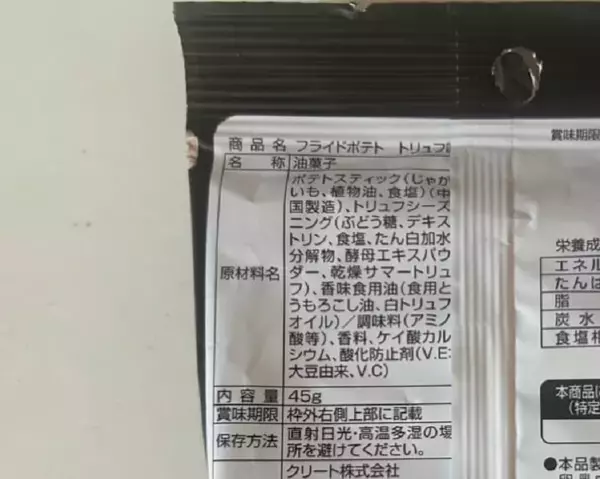 商品名 フライドポテト トリュフ
名称 油菓子
原材料名 ポテトスティック(じゃが
いも、植物油、食塩)(中
国製造)、トリュフシーズ
ニング(ぶどう糖、デキス
トリン、食塩、たん白加水
分解物、酵母エキスパウ
ダー、乾燥サマートリュ
フ)、香味食用油(食用と
うもろこし油、白トリュフ
オイル)／調味料(アミノ
酸等)、香料、ケイ酸カル
シウム、酸化防止剤(V.E:
大豆由来、V.C)
内容量 45g
賞味期限 枠外右側上部に記載
保存方法 直射日光・高温多湿の場
所を避けてください。
クリート株式会社
賞味期限
栄養成
エネル
たんぱ
脂
炭水
食塩相
本商品に
(特定
●本品製